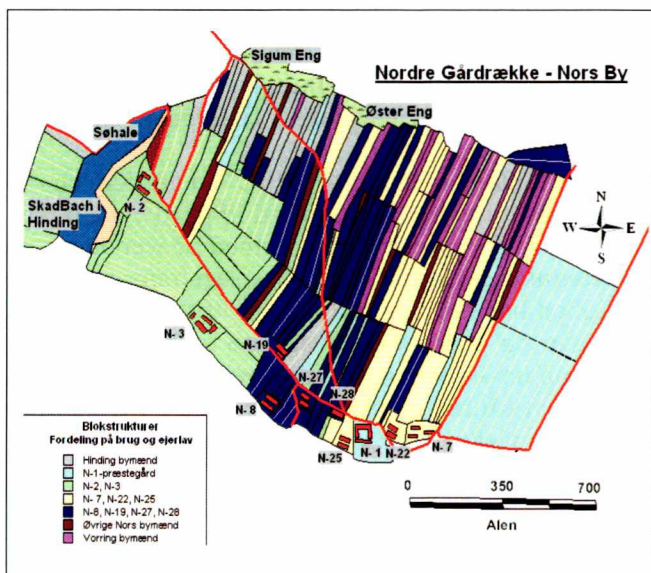 Nordre Gårdrække - Nors By
Sigum Eng
Øster Eng
Søhale
SkadBach i
Hinding
N-2
N
W E
S
N-3
N-19
N-27
N-8
N-28
N-25
N-1
N-22
N-7
Blokstrukturer
Fordeling på brug og ejerlav
Hinding bymænd
N-1-præstegård
N-2, N-3
N- 7, N-22, N-25
N-8, N-19, N-27, N-28
Øvrige Nors bymænd
Vorring bymænd
0 350 700
Alen